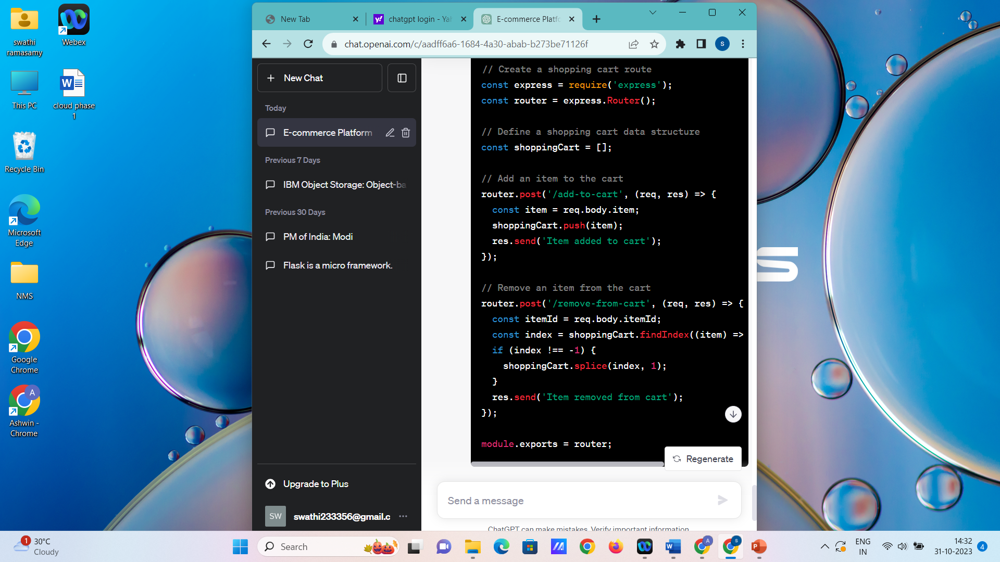 swathi
ramasamy
Webex
This PC
cloud phase
1
Recycle Bin
Microsoft
Edge
NMS
Google
Chrome
A
Ashwin -
Chrome
New Tab
chatgpt login - Yah
E-commerce Platfo
chat.openai.com/c/aadff6a6-1684-4a30-abab-b273be71126f
S
New Chat
Today
E-commerce Platform
Previous 7 Days
IBM Object Storage: Object-ba
Previous 30 Days
PM of India: Modi
Flask is a micro framework.
Upgrade to Plus
SW
swathi233356@gmail.c
// Create a shopping cart route
const express = require('express');
const router = express.Router();
// Define a shopping cart data structure
const shoppingCart = [];
// Add an item to the cart
router.post('/add-to-cart', (req, res) => {
const item = req.body.item;
shoppingCart.push(item);
res.send('Item added to cart');
});
// Remove an item from the cart
router.post('/remove-from-cart', (req, res) => {
const itemId = req.body.itemId;
const index = shoppingCart.findIndex((item) =>
if (index !== -1) {
shoppingCart.splice(index, 1);
}
res.send('Item removed from cart');
});
module.exports = router;
Regenerate
Send a message
ChatGPT can make mistakes. Verify important information.
S
1
30°C
Cloudy
Search
A
S
ENG
IN
14:32
31-10-2023
4